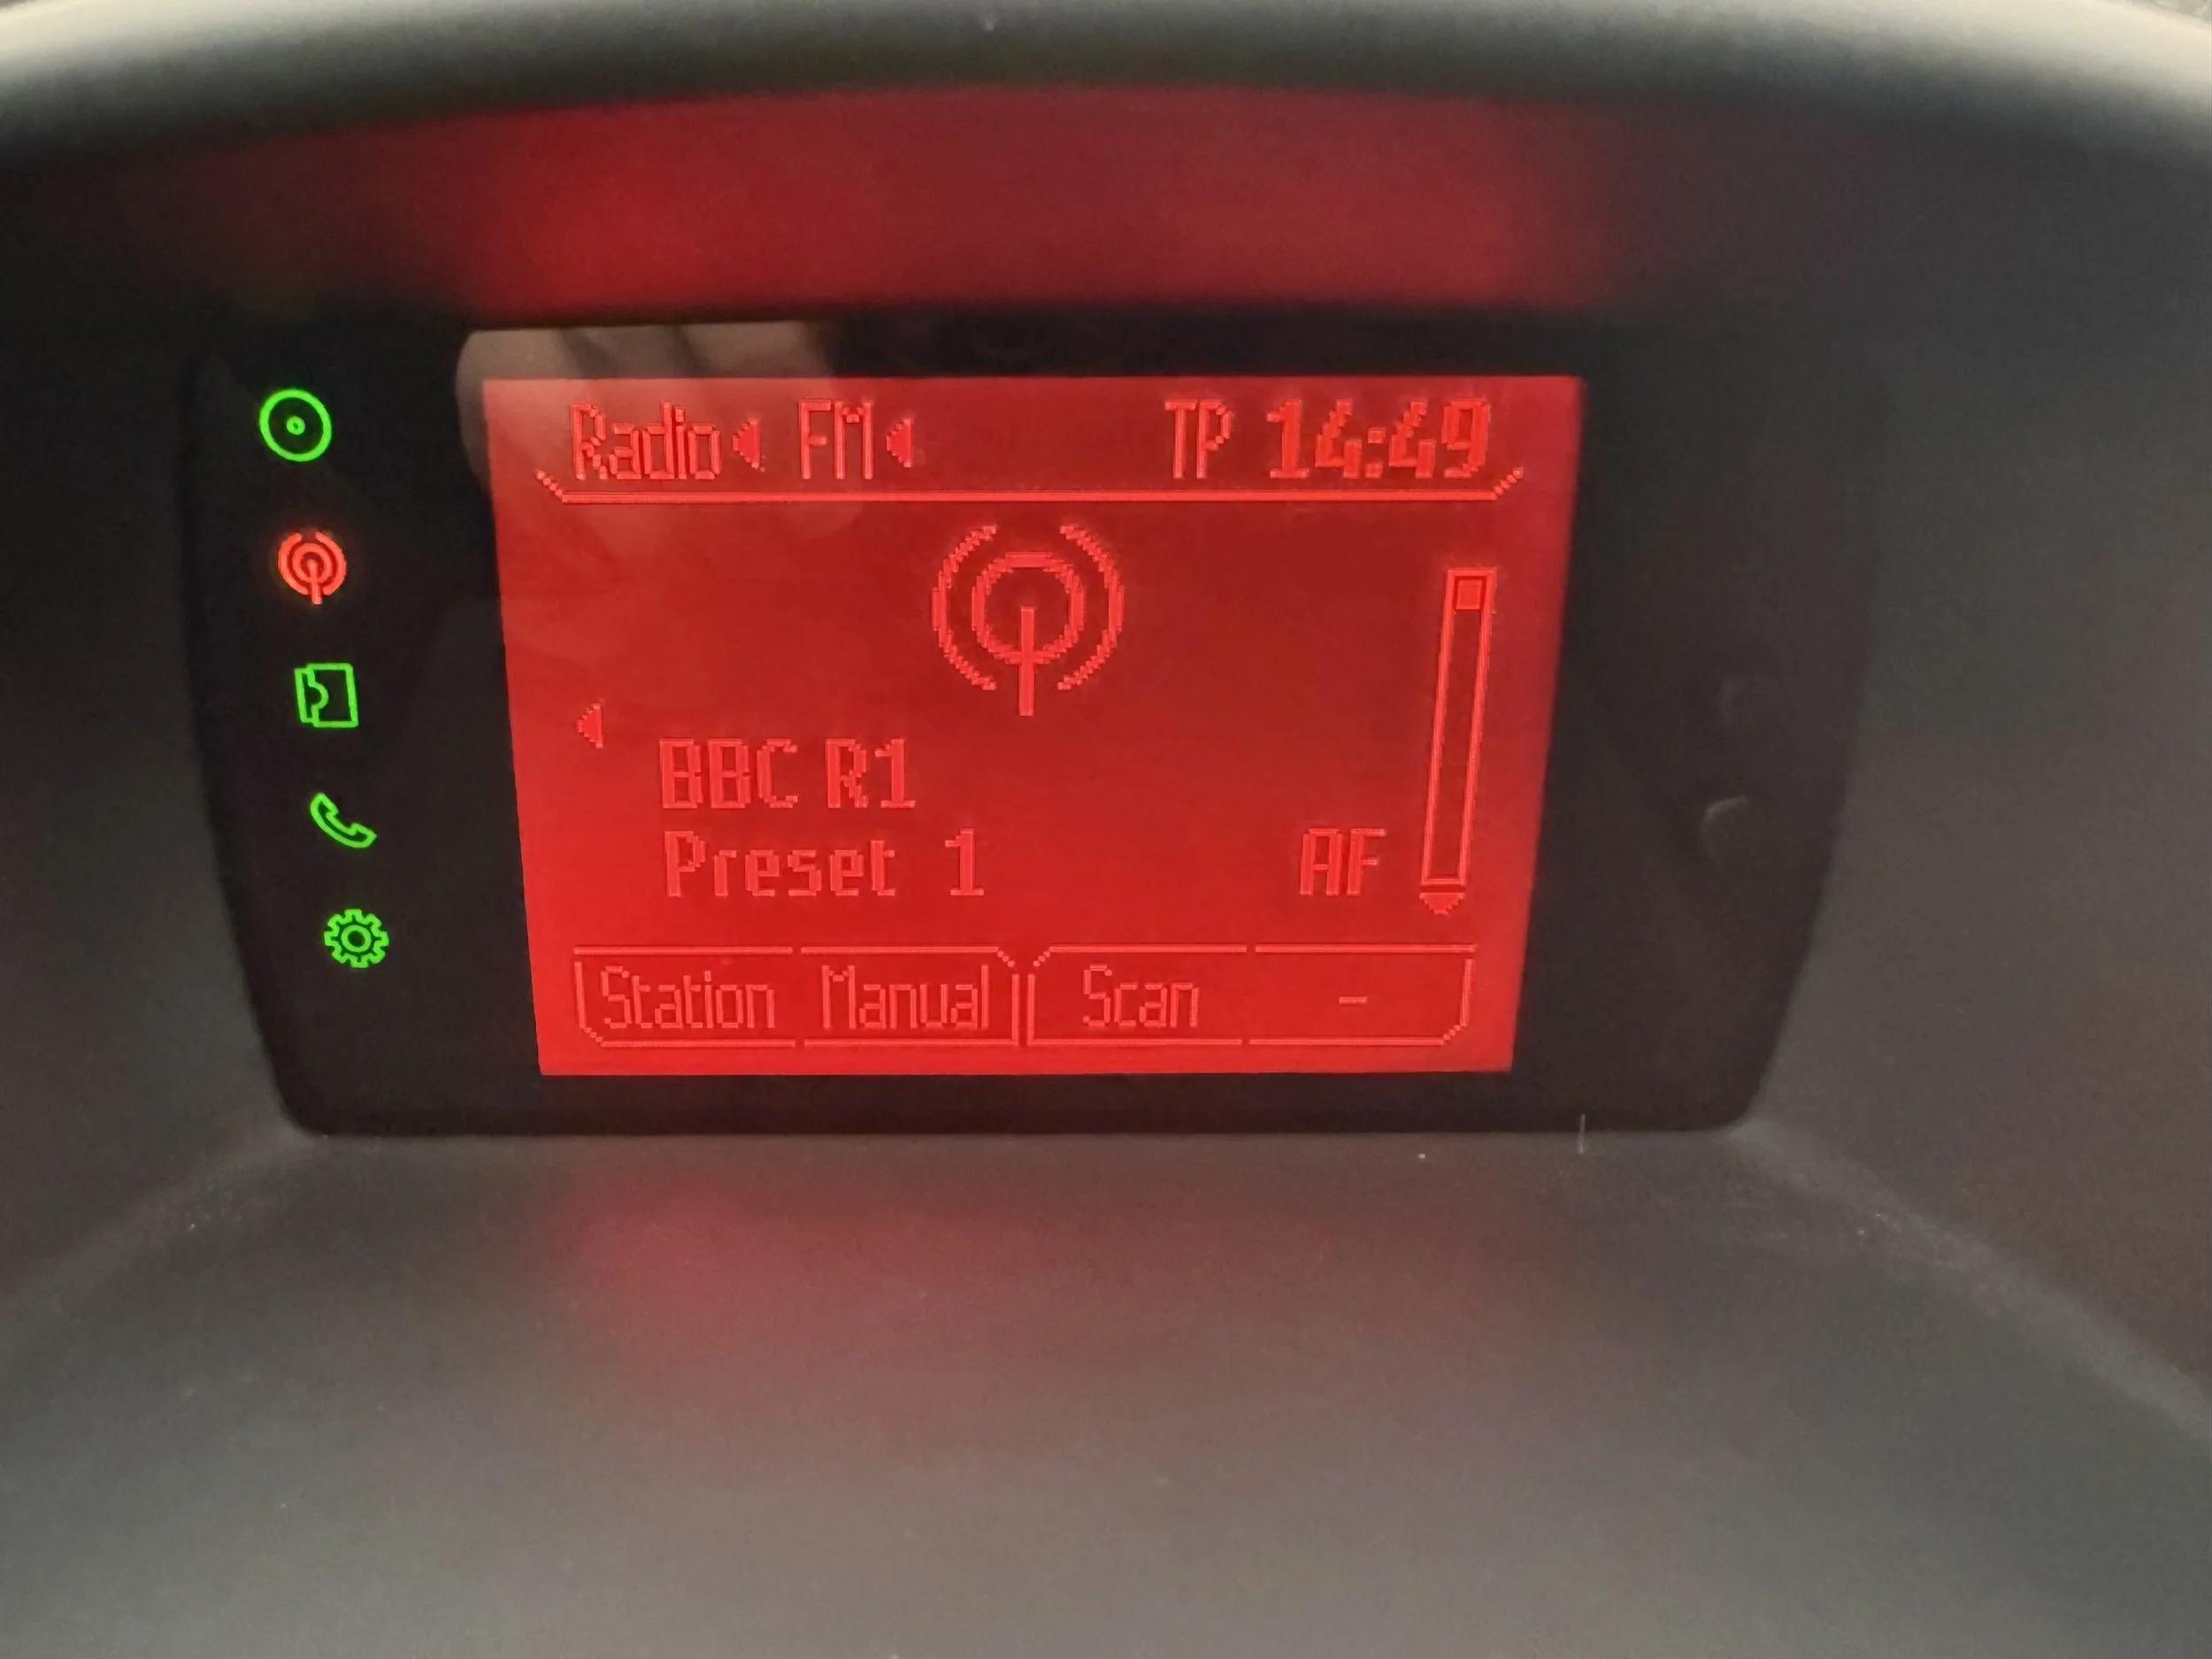 Radio FM TP 14:49
BBC R1
Preset 1 AF
Station Manual Scan -